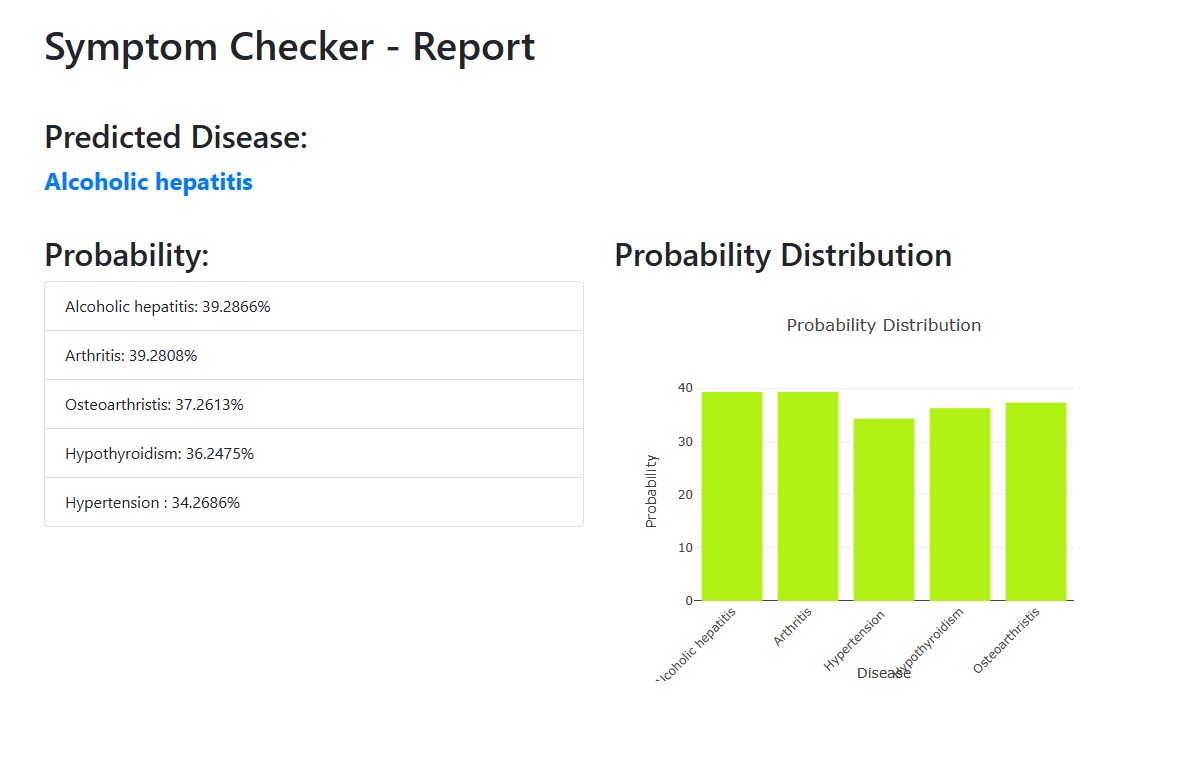 Symptom Checker - Report
Predicted Disease:
Alcoholic hepatitis
Probability:
Alcoholic hepatitis: 39.2866%
Arthritis: 39.2808%
Osteoarthristis: 37.2613%
Hypothyroidism: 36.2475%
Hypertension : 34.2686%
Probability Distribution
Probability Distribution
Probability
40
30
20
10
0
Alcoholic hepatitis
Arthritis
Hypertension
Hypothyroidism
Osteoarthristis
Disease